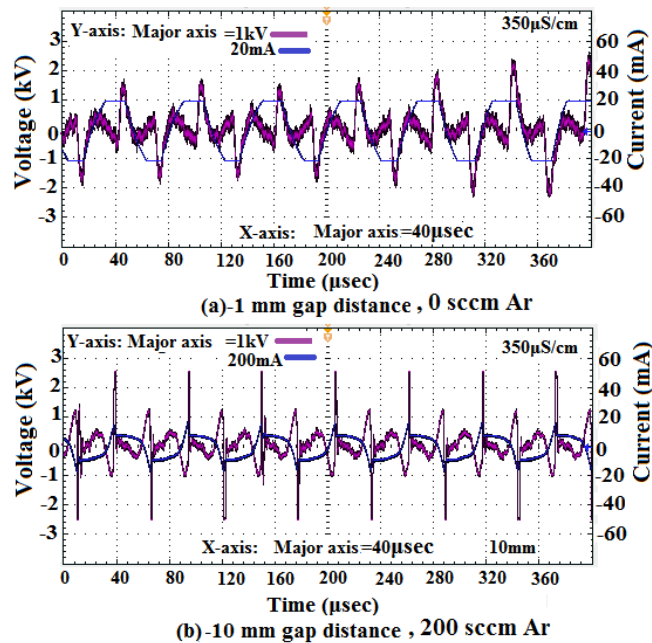 350μS/cm
Y-axis: Major axis =1kV
20mA
3
2
1
0
-1
-2
-3
Voltage (kV)
60
40
20
0
-20
-40
-60
Current (mA)
X-axis: Major axis=40μsec
0 40 80 120 160 200 240 280 320 360
Time (μsec)
(a)-1 mm gap distance , 0 sccm Ar
Y-axis: Major axis =1kV
200mA
350μS/cm
3
2
1
0
-1
-2
-3
Voltage (kV)
60
40
20
0
-20
-40
-60
Current (mA)
X-axis: Major axis=40μsec 10mm
0 40 80 120 160 200 240 280 320 360
Time (μsec)
(b)-10 mm gap distance , 200 sccm Ar